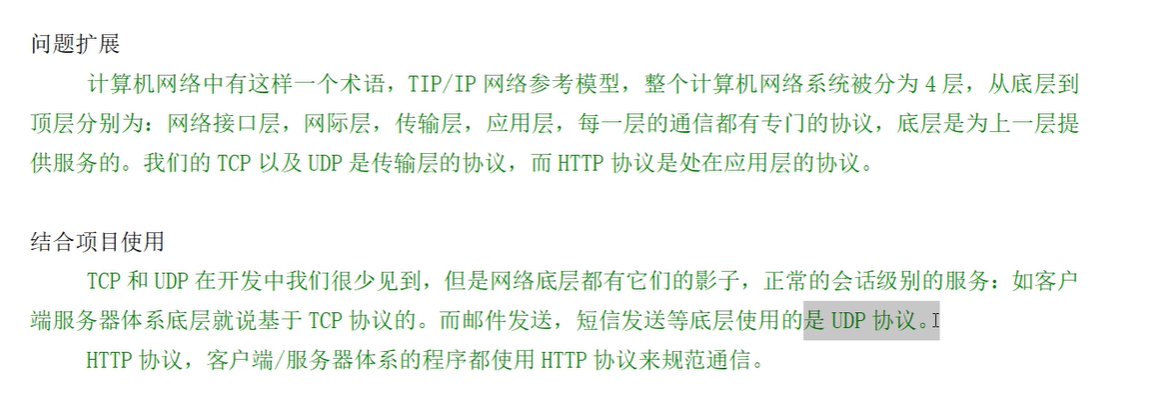 问题扩展
计算机网络中有这样一个术语，TIP/IP 网络参考模型，整个计算机网络系统被分为 4 层，从底层到
顶层分别为：网络接口层，网际层，传输层，应用层，每一层的通信都有专门的协议，底层是为上一层提
供服务的。我们的 TCP 以及 UDP 是传输层的协议，而 HTTP 协议是处在应用层的协议。
结合项目使用
TCP 和 UDP 在开发中我们很少见到，但是网络底层都有它们的影子，正常的会话级别的服务：如客户
端服务器体系底层就说基于 TCP 协议的。而邮件发送，短信发送等底层使用的是 UDP 协议。
HTTP 协议，客户端/服务器体系的程序都使用 HTTP 协议来规范通信。